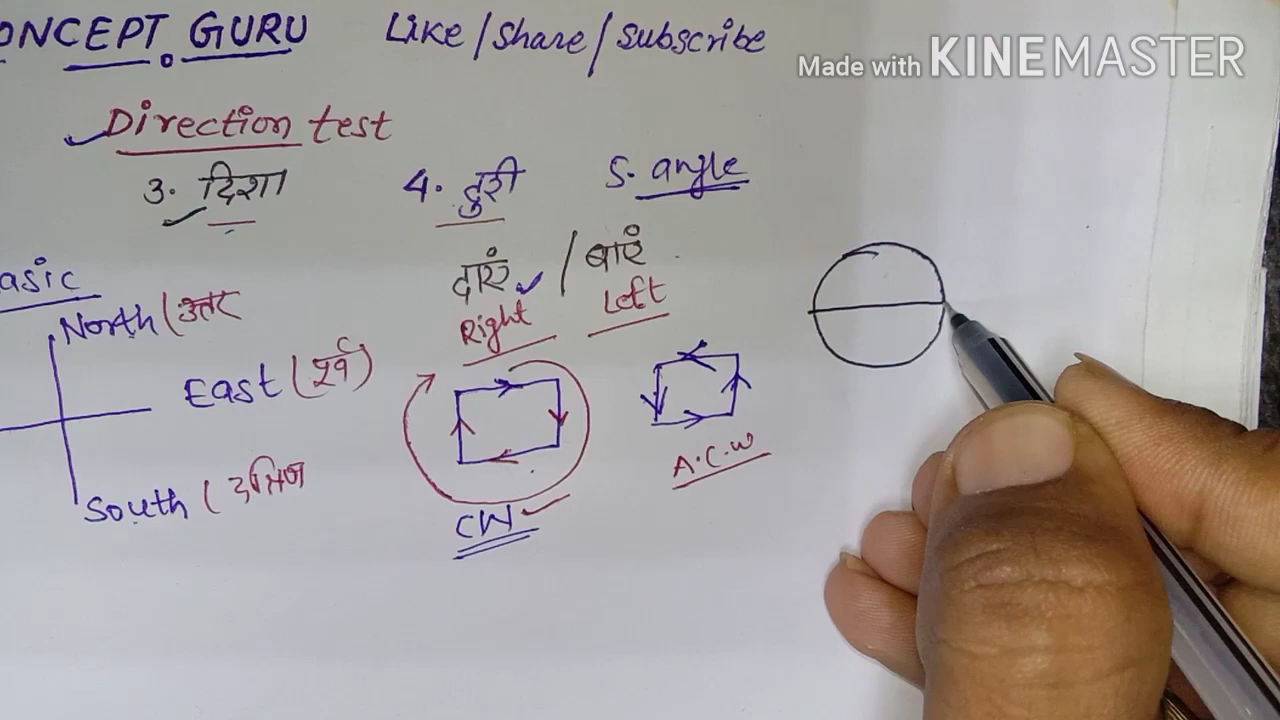 ONCEPT GURU Like/Share/Subscribe
Made with KINEMASTER
Direction test
3. दिशा 4. दुरी 5. angle
दाएं / बाएं
Right Left
asic
North (उत्तर
East (पूर्व)
South (
CW
A.C.W